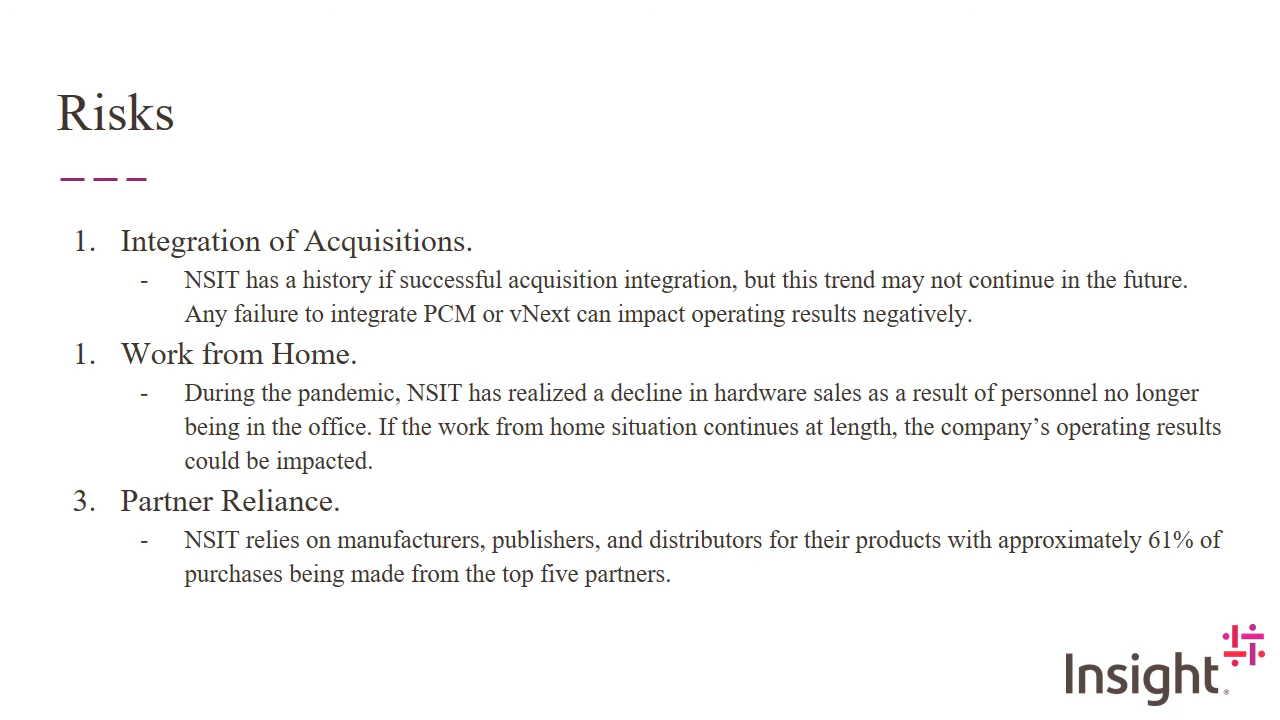 Risks
1. Integration of Acquisitions.
- NSIT has a history if successful acquisition integration, but this trend may not continue in the future.
Any failure to integrate PCM or vNext can impact operating results negatively.
1. Work from Home.
- During the pandemic, NSIT has realized a decline in hardware sales as a result of personnel no longer
being in the office. If the work from home situation continues at length, the company’s operating results
could be impacted.
3. Partner Reliance.
- NSIT relies on manufacturers, publishers, and distributors for their products with approximately 61% of
purchases being made from the top five partners.
Insight®